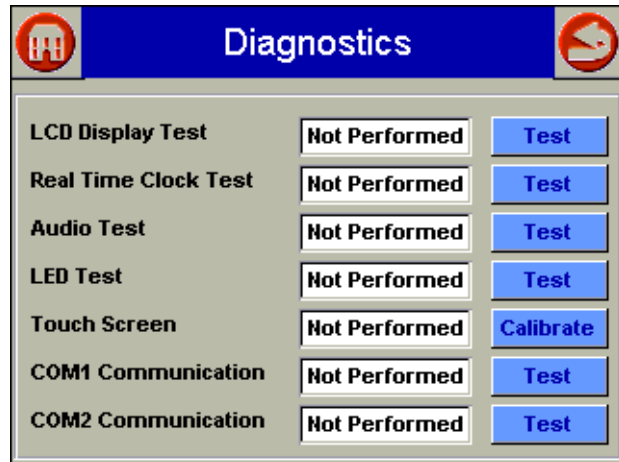 Diagnostics
LCD Display Test Not Performed Test
Real Time Clock Test Not Performed Test
Audio Test Not Performed Test
LED Test Not Performed Test
Touch Screen Not Performed Calibrate
COM1 Communication Not Performed Test
COM2 Communication Not Performed Test